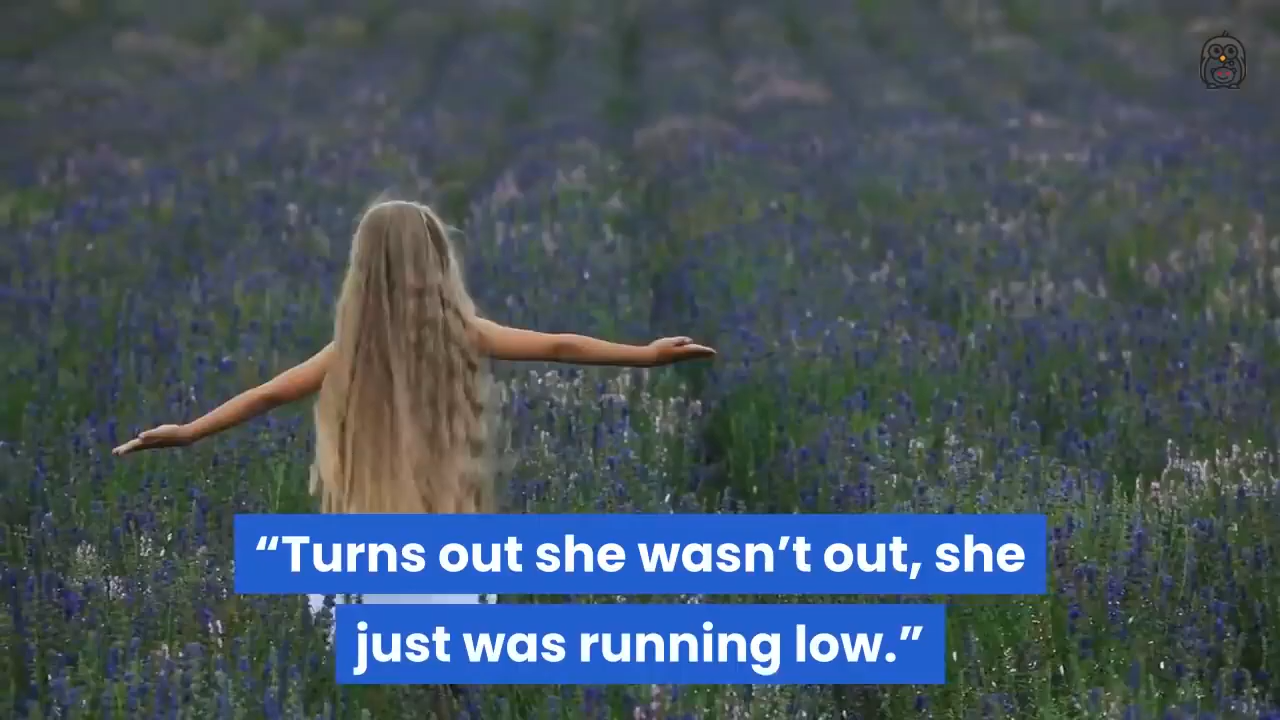 “Turns out she wasn’t out, she
just was running low.”